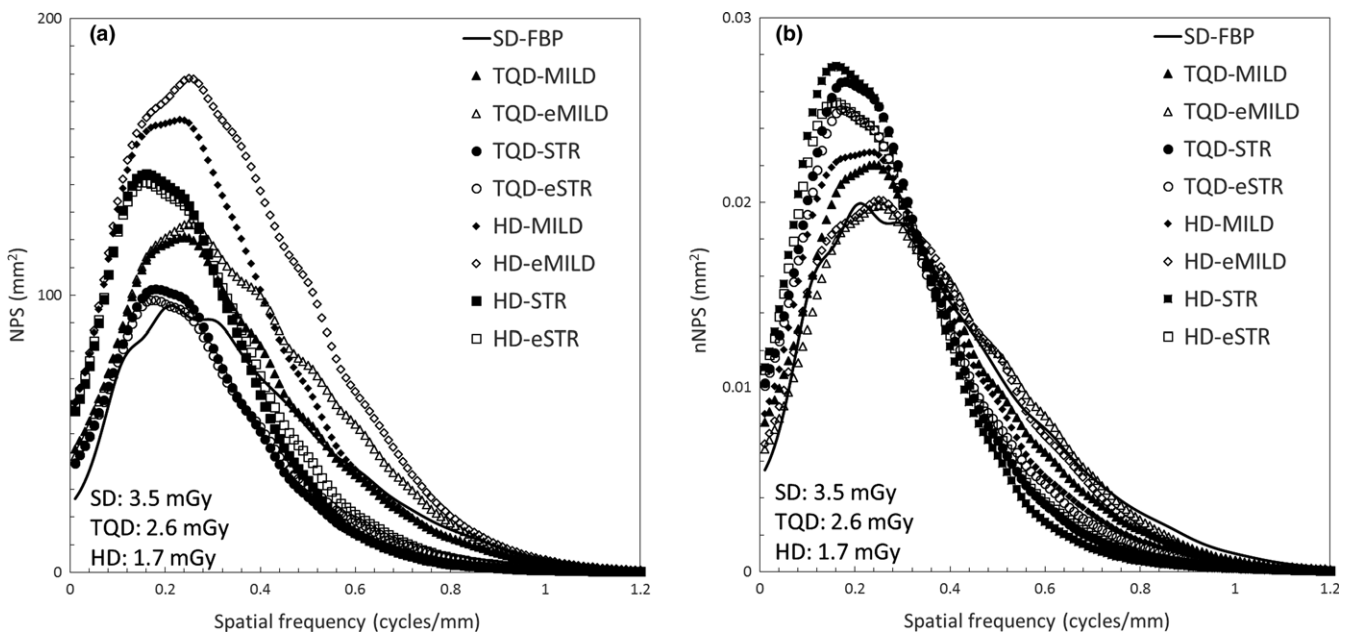 (a)
SD-FBP
TQD-MILD
TQD-eMILD
TQD-STR
TQD-eSTR
HD-MILD
HD-eMILD
HD-STR
HD-eSTR
200
100
0
NPS (mm²)
SD: 3.5 mGy
TQD: 2.6 mGy
HD: 1.7 mGy
0 0.2 0.4 0.6 0.8 1 1.2
Spatial frequency (cycles/mm)
(b)
SD-FBP
TQD-MILD
TQD-eMILD
TQD-STR
TQD-eSTR
HD-MILD
HD-eMILD
HD-STR
HD-eSTR
0.03
0.02
0.01
0
nNPS (mm²)
SD: 3.5 mGy
TQD: 2.6 mGy
HD: 1.7 mGy
0 0.2 0.4 0.6 0.8 1 1.2
Spatial frequency (cycles/mm)